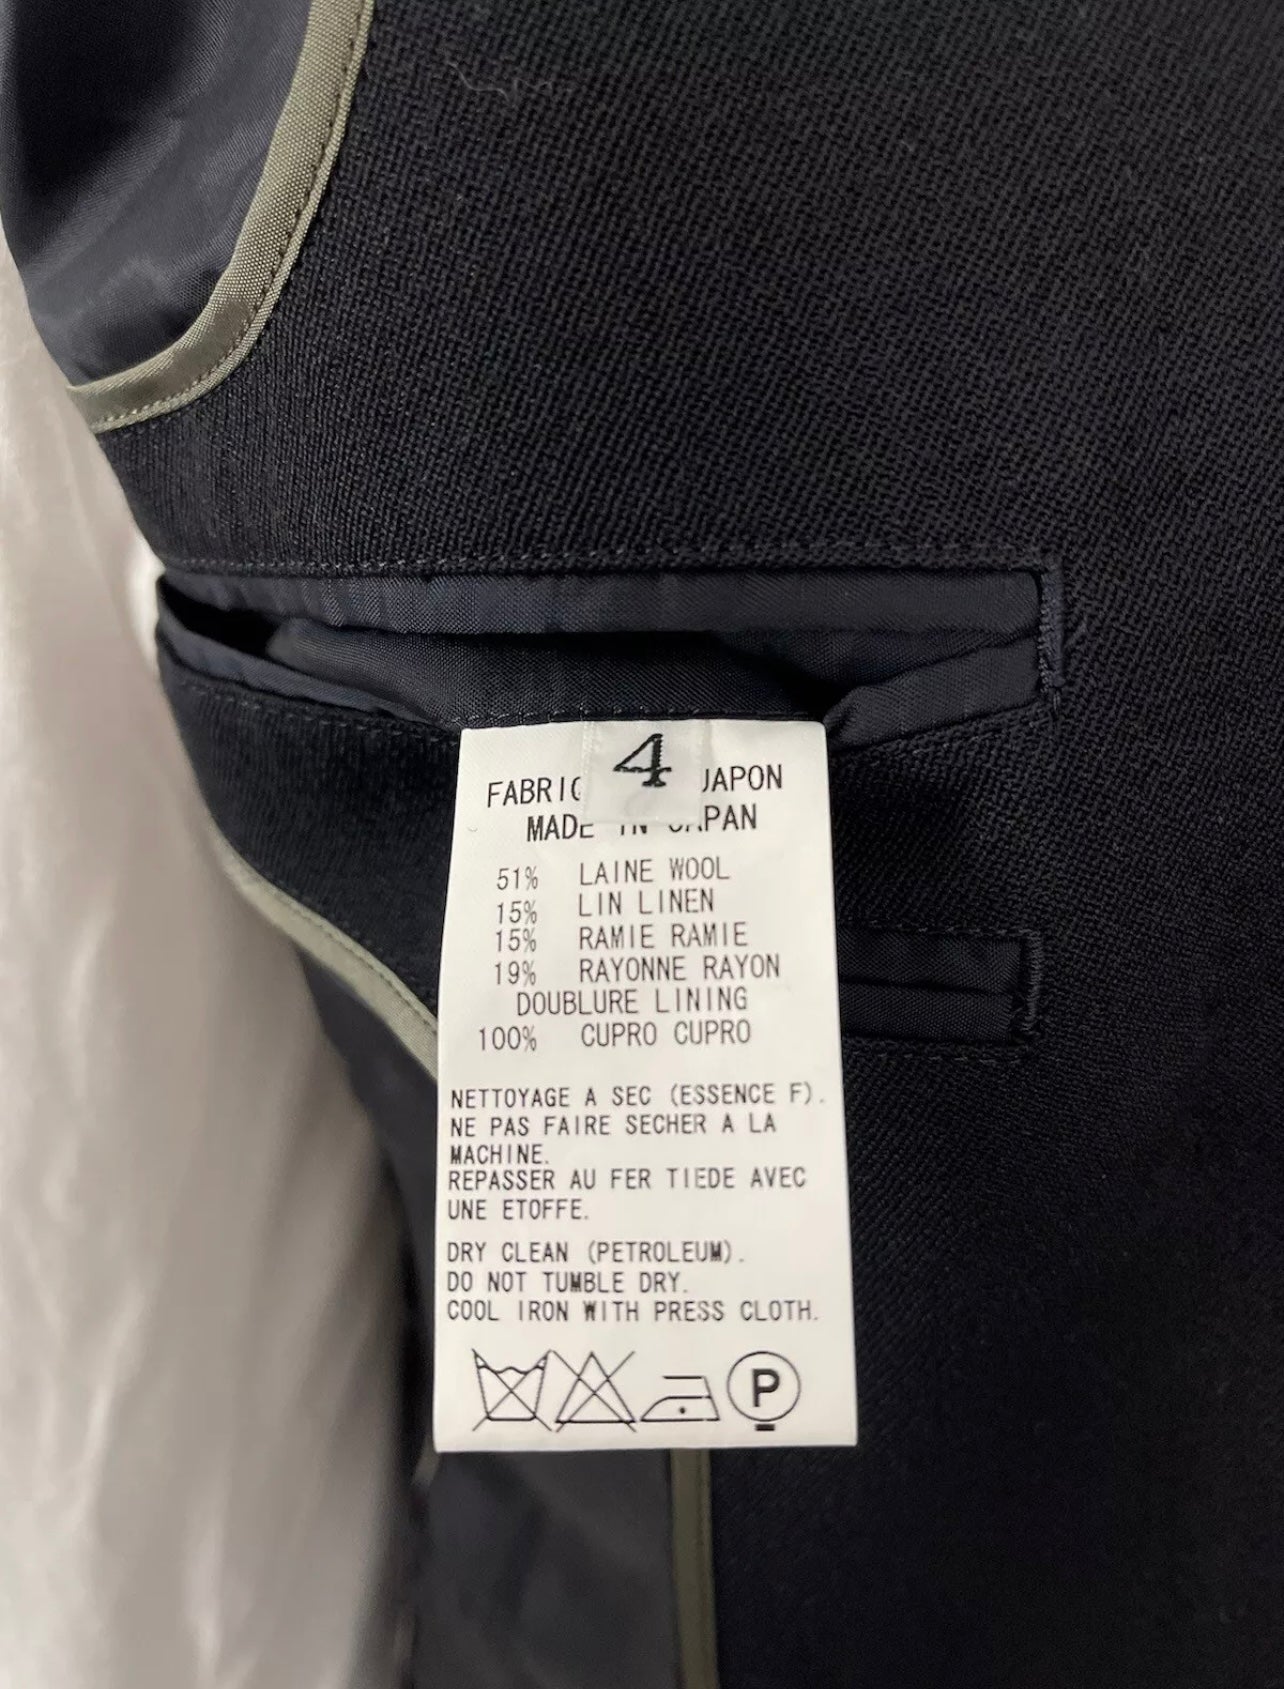 4
JAPON
MADE IN JAPAN
51% LAINE WOOL
15% LIN LINEN
15% RAMIE RAMIE
19% RAYONNE RAYON
DOUBLURE LINING
100% CUPRO CUPRO
NETTOYAGE A SEC (ESSENCE F).
NE PAS FAIRE SECHER A LA
MACHINE.
REPASSER AU FER TIEDE AVEC
UNE ETOFFE.
DRY CLEAN (PETROLEUM).
DO NOT TUMBLE DRY.
COOL IRON WITH PRESS CLOTH.
P